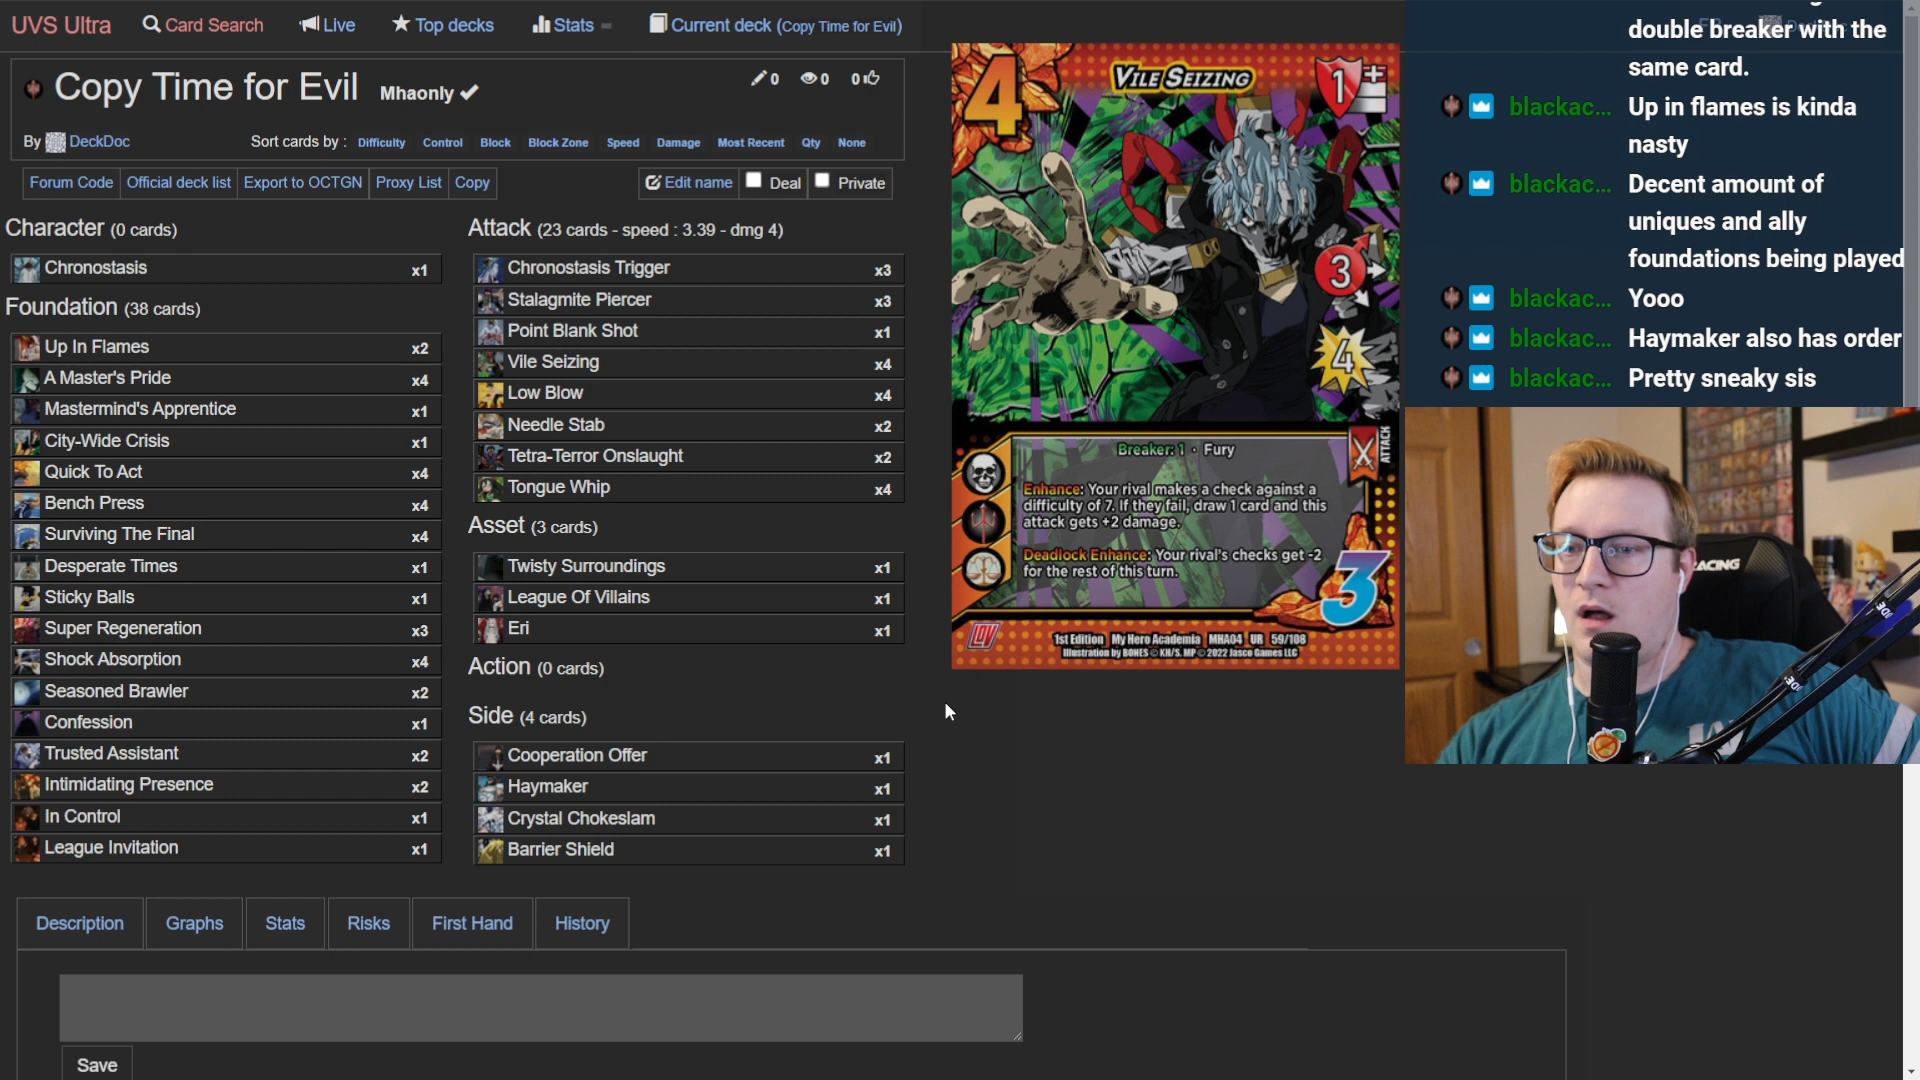 UVS Ultra
Card Search
Live
Top decks
Stats
Current deck (Copy Time for Evil)
Copy Time for Evil Mhaonly
0 0 0
By DeckDoc
Sort cards by : Difficulty Control Block Block Zone Speed Damage Most Recent Qty None
Forum Code Official deck list Export to OCTGN Proxy List Copy
Edit name Deal Private
Character (0 cards)
Chronostasis x1
Foundation (38 cards)
Up In Flames x2
A Master's Pride x4
Mastermind's Apprentice x1
City-Wide Crisis x1
Quick To Act x4
Bench Press x4
Surviving The Final x4
Desperate Times x1
Sticky Balls x1
Super Regeneration x3
Shock Absorption x4
Seasoned Brawler x2
Confession x1
Trusted Assistant x2
Intimidating Presence x2
In Control x1
League Invitation x1
Attack (23 cards - speed : 3.39 - dmg 4)
Chronostasis Trigger x3
Stalagmite Piercer x3
Point Blank Shot x1
Vile Seizing x4
Low Blow x4
Needle Stab x2
Tetra-Terror Onslaught x2
Tongue Whip x4
Asset (3 cards)
Twisty Surroundings x1
League Of Villains x1
Eri x1
Action (0 cards)
Side (4 cards)
Cooperation Offer x1
Haymaker x1
Crystal Chokeslam x1
Barrier Shield x1
4
VILE SEIZING
1
3
4
ATTACK
Breaker: 1 · Fury
Enhance: Your rival makes a check against a
difficulty of 7. If they fail, draw 1 card and this
attack gets +2 damage.
Deadlock Enhance: Your rival's checks get -2
for the rest of this turn.
3
LOV
1st Edition My Hero Academia MHA04 UR 59/108
Illustration by BONES © KH/S. MP © 2022 Jasco Games LLC
double breaker with the
same card.
blackac... Up in flames is kinda
nasty
blackac... Decent amount of
uniques and ally
foundations being played
blackac... Yooo
blackac... Haymaker also has order
blackac... Pretty sneaky sis
Description Graphs Stats Risks First Hand History
Save